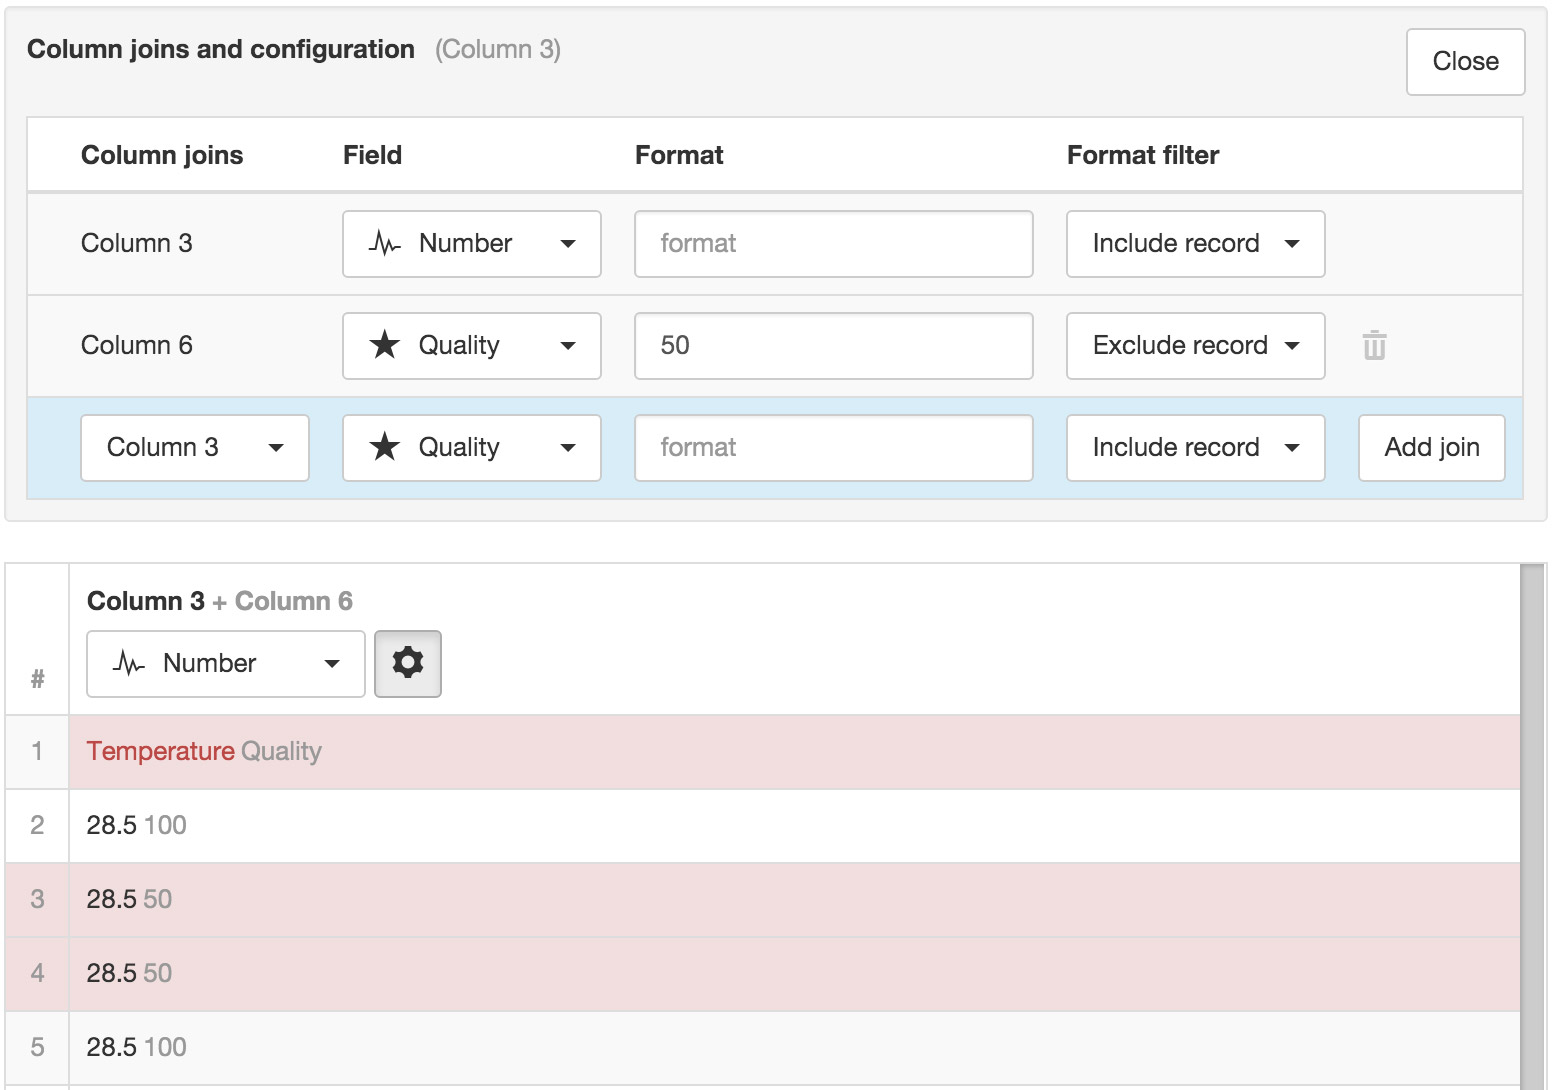 Column joins and configuration (Column 3)
Close
Column joins Field Format Format filter
Column 3 Number format Include record
Column 6 Quality 50 Exclude record
Column 3 Quality format Include record Add join
Column 3 + Column 6
Number
#
1 Temperature Quality
2 28.5 100
3 28.5 50
4 28.5 50
5 28.5 100